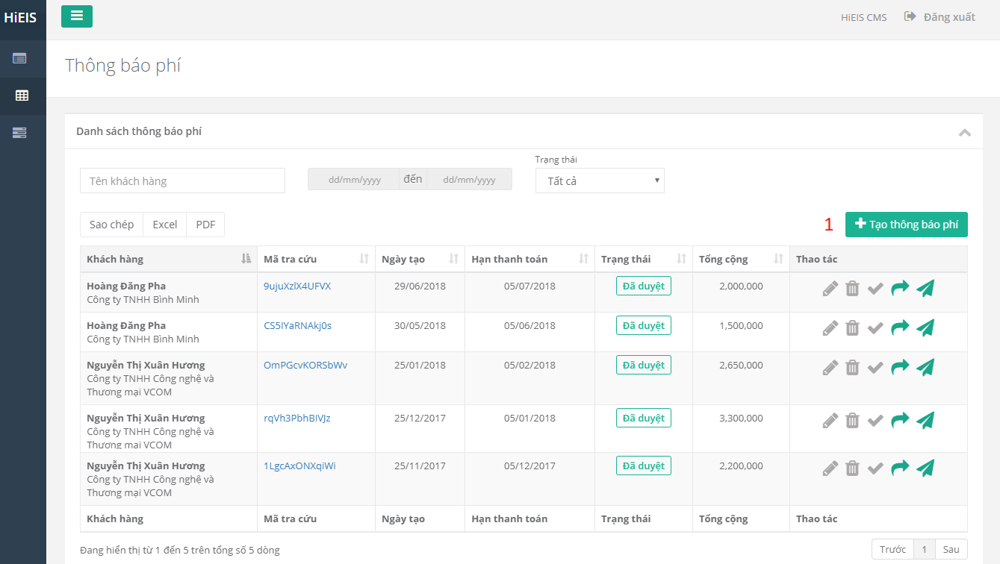 HiEIS
HiEIS CMS
Đăng xuất
Thông báo phí
Danh sách thông báo phí
Trạng thái
Tên khách hàng
dd/mm/yyyy đến dd/mm/yyyy
Tất cả
Sao chép Excel PDF
1
Tạo thông báo phí
Khách hàng Mã tra cứu Ngày tạo Hạn thanh toán Trạng thái Tổng cộng Thao tác
Hoàng Đăng Pha 9ujuXzlX4UFVX 29/06/2018 05/07/2018 Đã duyệt 2,000,000
Công ty TNHH Bình Minh
Hoàng Đăng Pha CS5IYaRNAkj0s 30/05/2018 05/06/2018 Đã duyệt 1,500,000
Công ty TNHH Bình Minh
Nguyễn Thị Xuân Hương OmPGcvKORSbWv 25/01/2018 05/02/2018 Đã duyệt 2,650,000
Công ty TNHH Công nghệ và
Thương mại VCOM
Nguyễn Thị Xuân Hương rqVh3PbhBIVJz 25/12/2017 05/01/2018 Đã duyệt 3,300,000
Công ty TNHH Công nghệ và
Thương mại VCOM
Nguyễn Thị Xuân Hương 1LgcAxONXqiWi 25/11/2017 05/12/2017 Đã duyệt 2,200,000
Công ty TNHH Công nghệ và
Thương mại VCOM
Khách hàng Mã tra cứu Ngày tạo Hạn thanh toán Trạng thái Tổng cộng Thao tác
Đang hiển thị từ 1 đến 5 trên tổng số 5 dòng
Trước 1 Sau